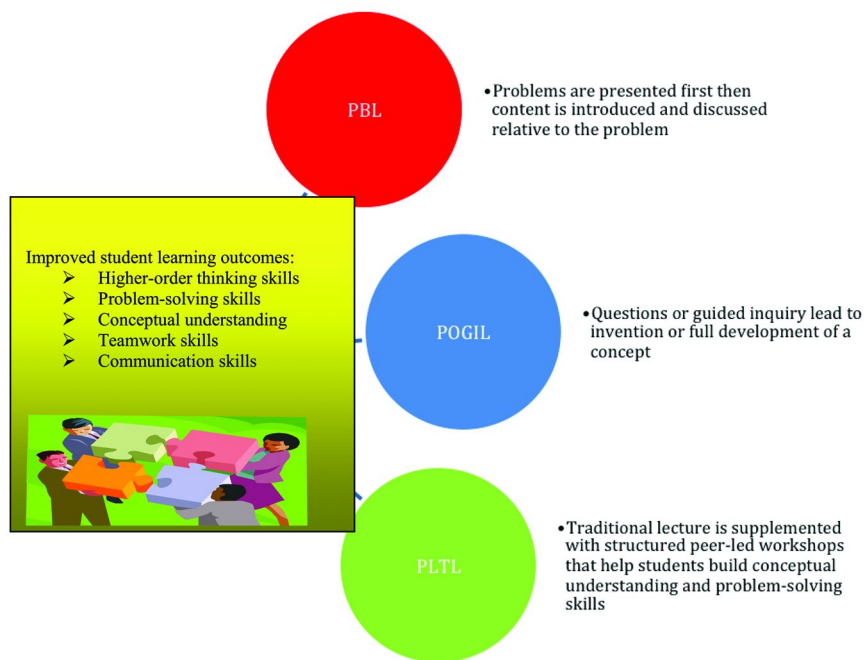 PBL
•Problems are presented first then
content is introduced and discussed
relative to the problem
Improved student learning outcomes:
➢ Higher-order thinking skills
➢ Problem-solving skills
➢ Conceptual understanding
➢ Teamwork skills
➢ Communication skills
POGIL
•Questions or guided inquiry lead to
invention or full development of a
concept
PLTL
•Traditional lecture is supplemented
with structured peer-led workshops
that help students build conceptual
understanding and problem-solving
skills